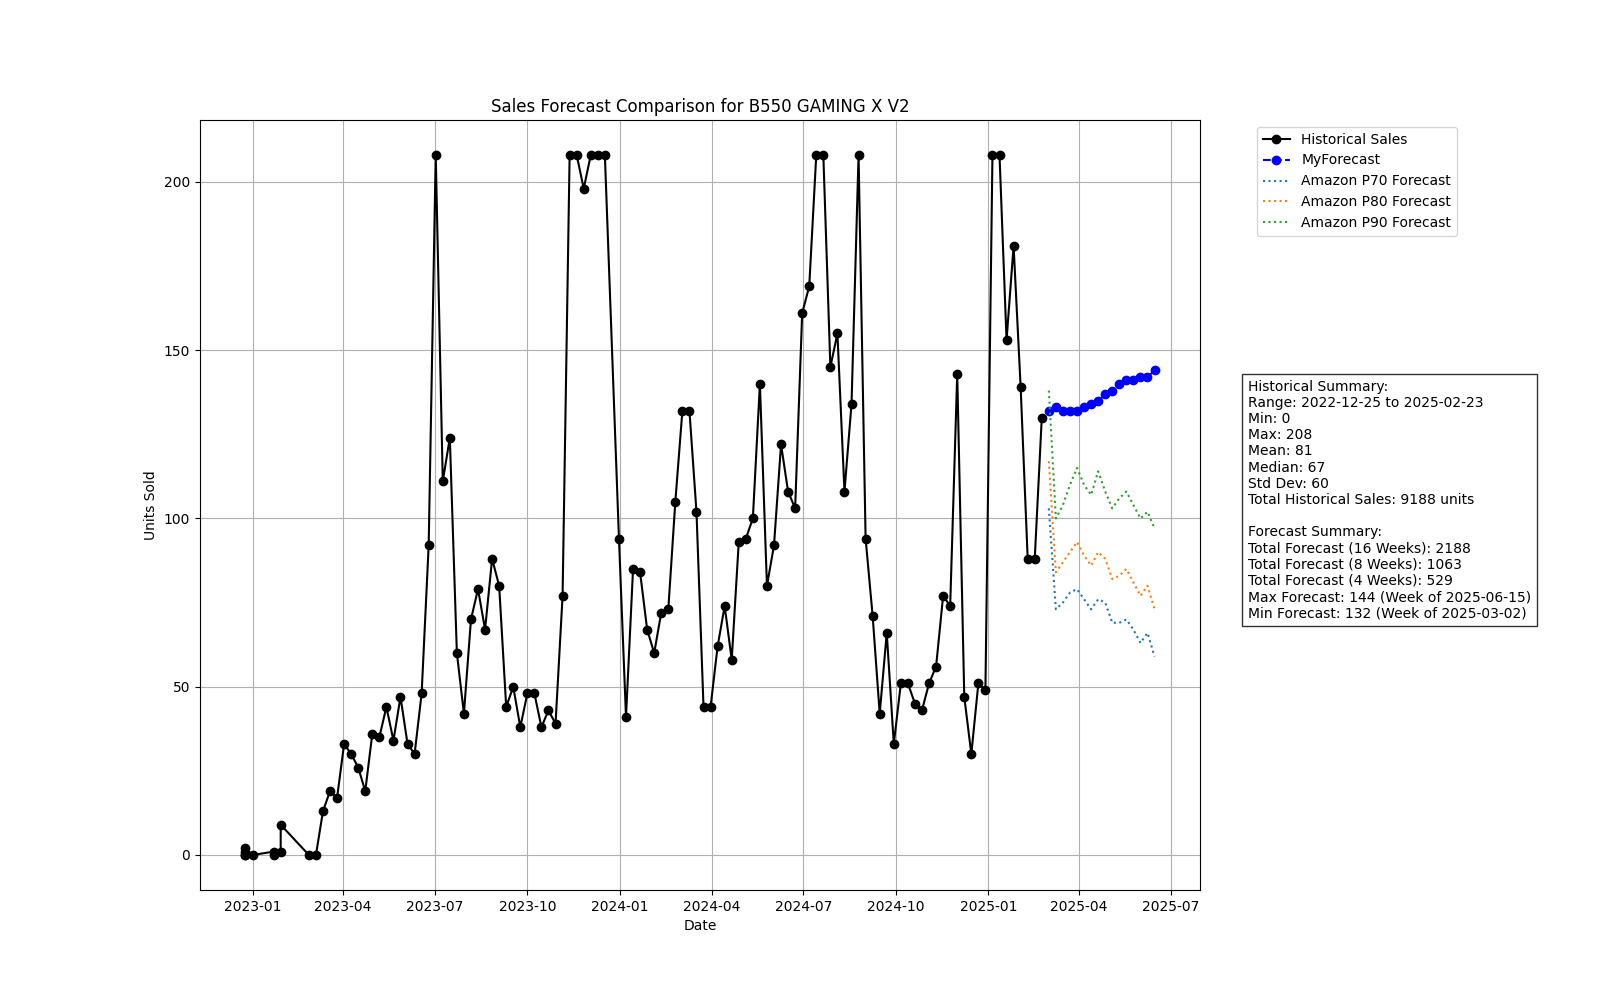 Sales Forecast Comparison for B550 GAMING X V2
Historical Sales
MyForecast
Amazon P70 Forecast
Amazon P80 Forecast
Amazon P90 Forecast
Units Sold
200
150
100
50
0
2023-01 2023-04 2023-07 2023-10 2024-01 2024-04 2024-07 2024-10 2025-01 2025-04 2025-07
Date
Historical Summary:
Range: 2022-12-25 to 2025-02-23
Min: 0
Max: 208
Mean: 81
Median: 67
Std Dev: 60
Total Historical Sales: 9188 units
Forecast Summary:
Total Forecast (16 Weeks): 2188
Total Forecast (8 Weeks): 1063
Total Forecast (4 Weeks): 529
Max Forecast: 144 (Week of 2025-06-15)
Min Forecast: 132 (Week of 2025-03-02)